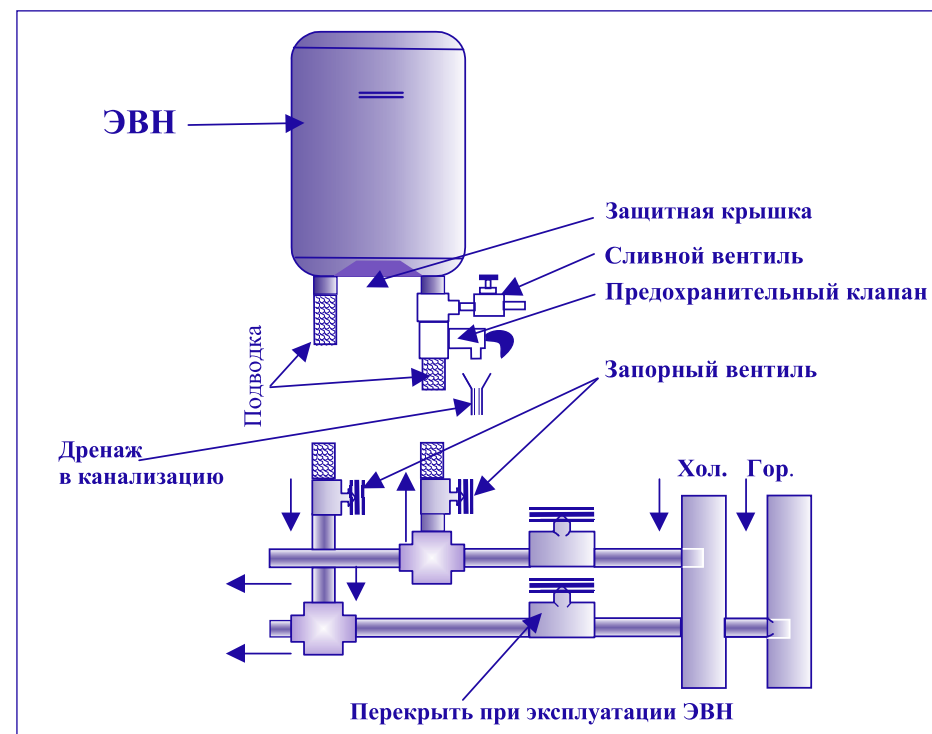 ЭВН
Защитная крышка
Сливной вентиль
Предохранительный клапан
Подводка
Запорный вентиль
Дренаж
в канализацию
Хол. Гор.
Перекрыть при эксплуатации ЭВН